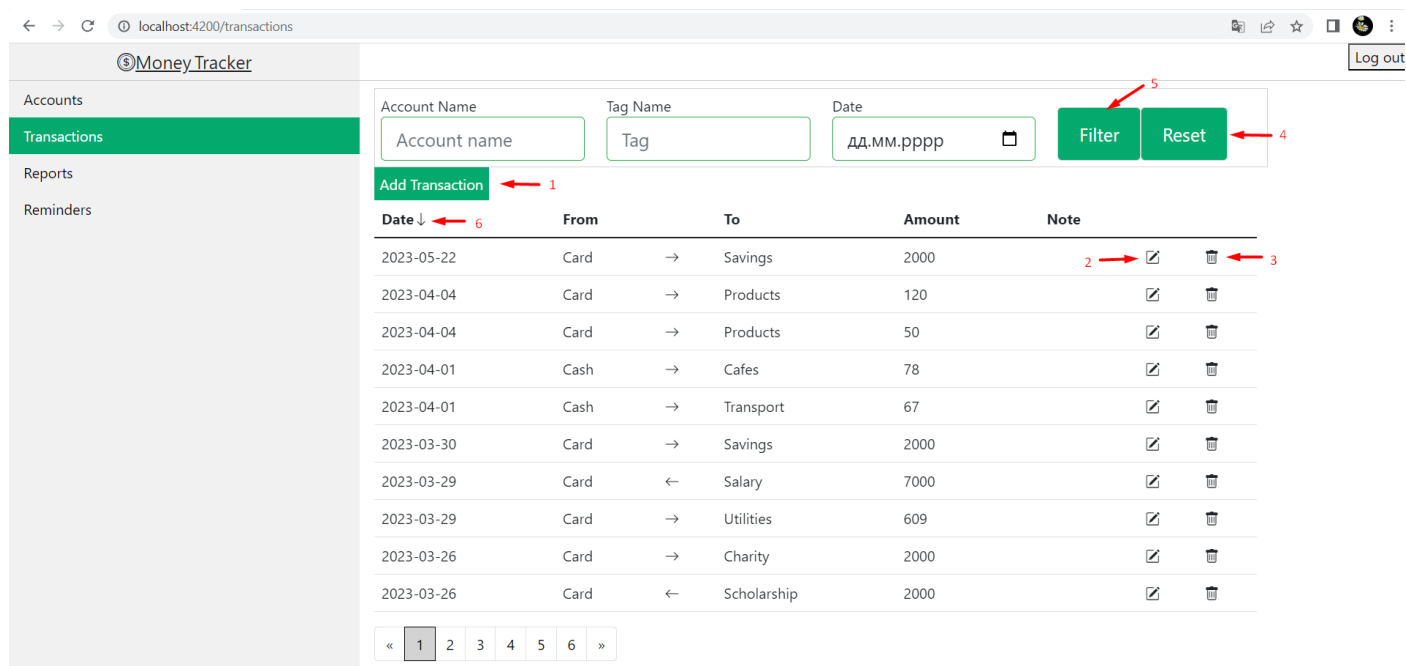 localhost:4200/transactions
Money Tracker
Log out
Accounts
Transactions
Reports
Reminders
Account Name Tag Name Date 5
Account name Tag дд.мм.рррр Filter Reset 4
Add Transaction 1
Date↓ 6 From To Amount Note
2023-05-22 Card → Savings 2000 2 3
2023-04-04 Card → Products 120
2023-04-04 Card → Products 50
2023-04-01 Cash → Cafes 78
2023-04-01 Cash → Transport 67
2023-03-30 Card → Savings 2000
2023-03-29 Card ← Salary 7000
2023-03-29 Card → Utilities 609
2023-03-26 Card → Charity 2000
2023-03-26 Card ← Scholarship 2000
« 1 2 3 4 5 6 »